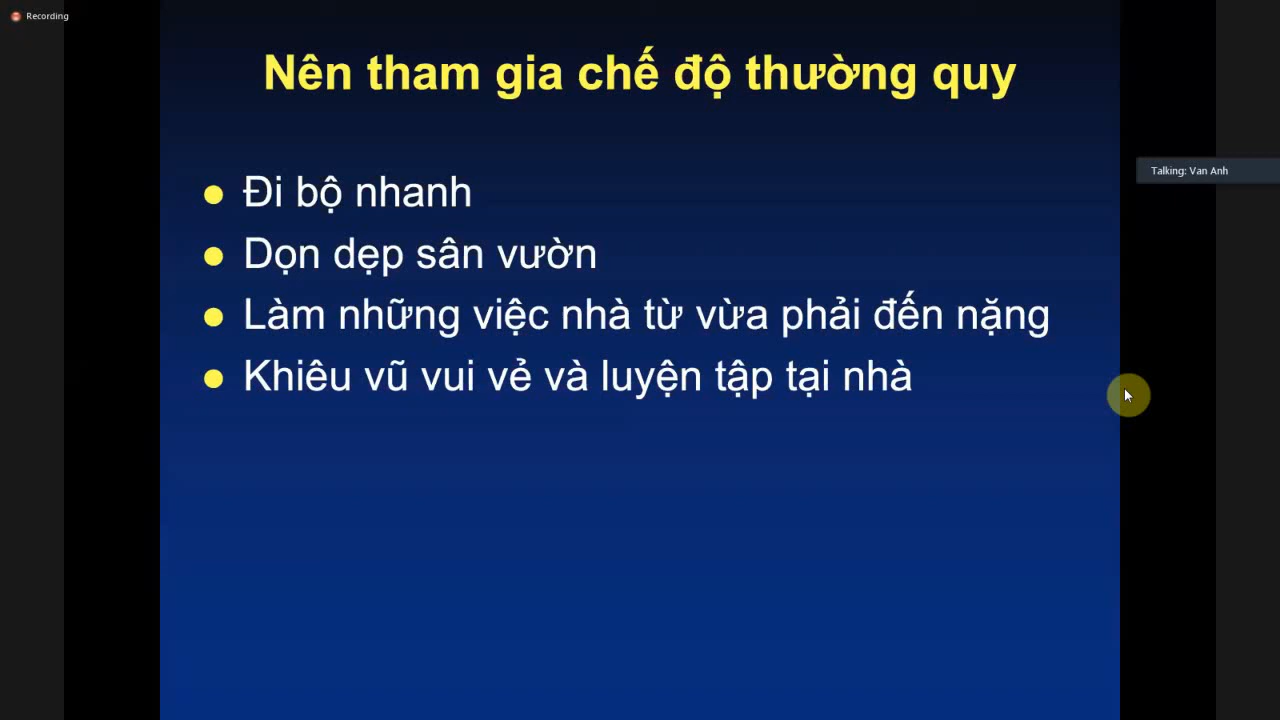 Recording
Nên tham gia chế độ thường quy
Talking: Van Anh
Đi bộ nhanh
Dọn dẹp sân vườn
Làm những việc nhà từ vừa phải đến nặng
Khiêu vũ vui vẻ và luyện tập tại nhà